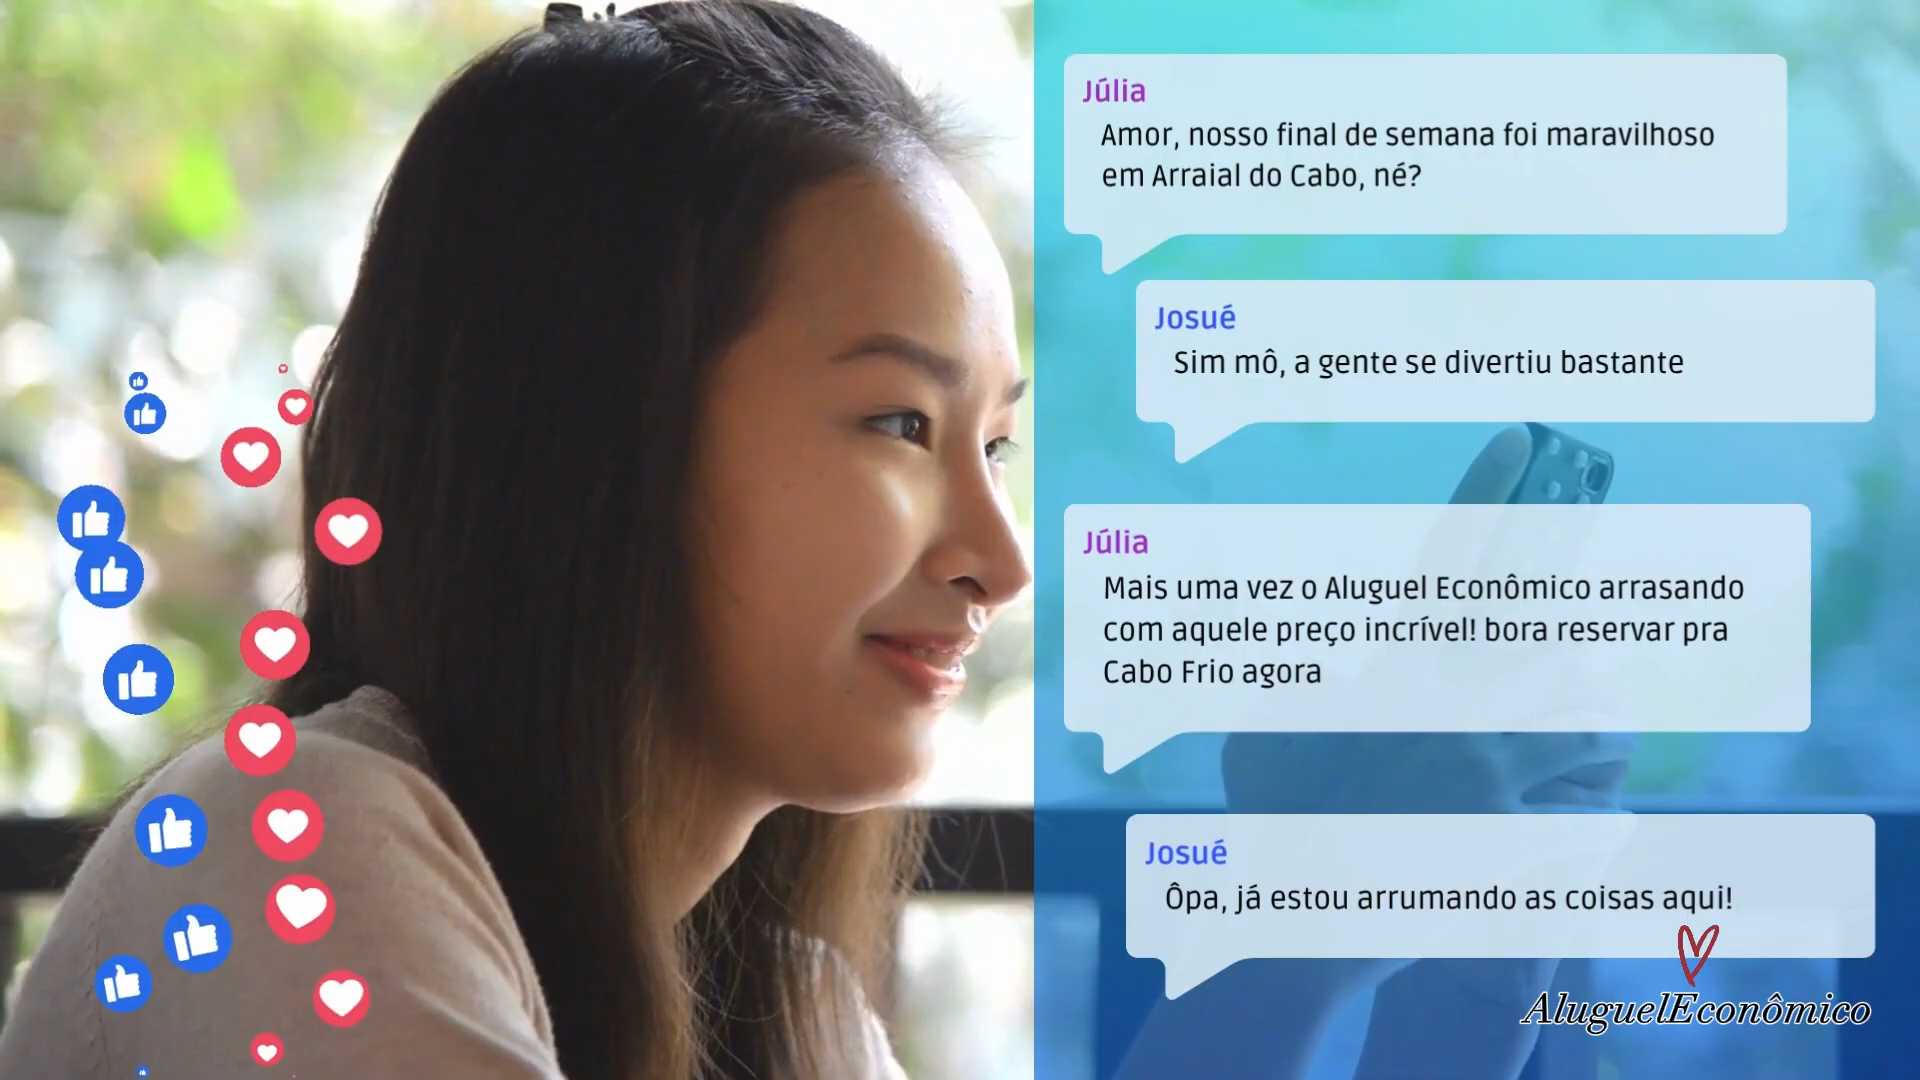 Júlia
Amor, nosso final de semana foi maravilhoso
em Arraial do Cabo, né?
Josué
Sim mô, a gente se divertiu bastante
Júlia
Mais uma vez o Aluguel Econômico arrasando
com aquele preço incrível! bora reservar pra
Cabo Frio agora
Josué
Ôpa, já estou arrumando as coisas aqui!
AluguelEconômico